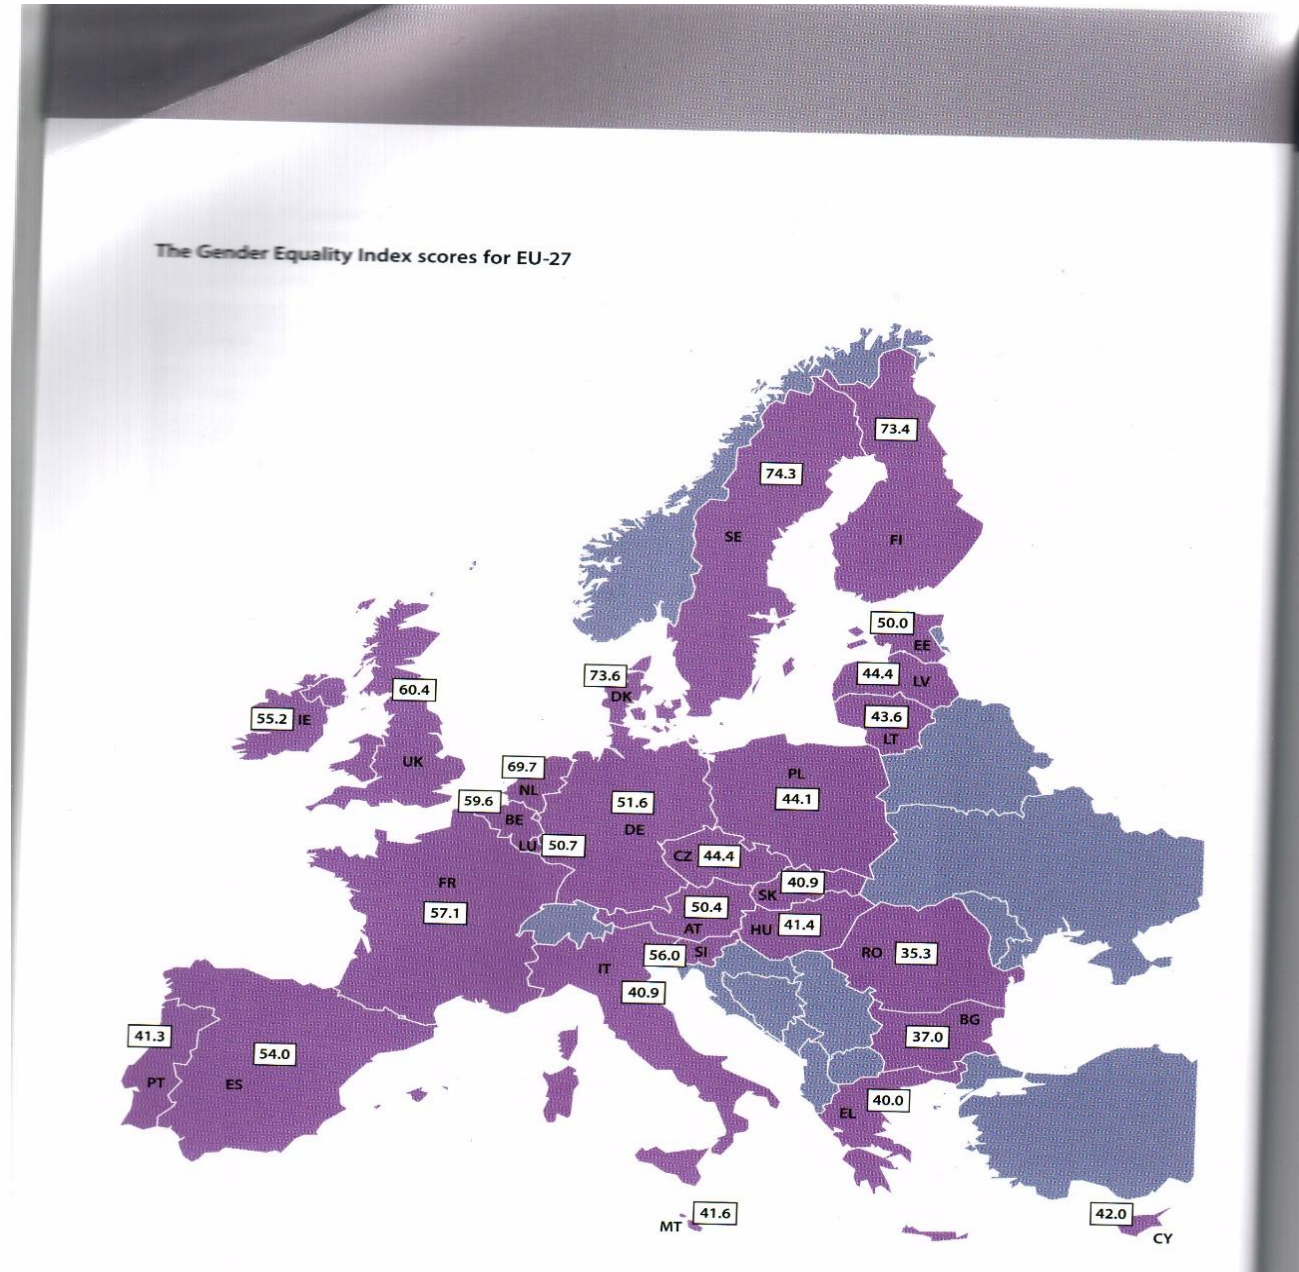 The Gender Equality Index scores for EU-27
73.4
74.3
SE
FI
50.0
EE
73.6
DK
44.4
LV
60.4
55.2
IE
43.6
LT
UK
69.7
NL
PL
44.1
59.6
BE
51.6
DE
LU
50.7
CZ
44.4
FR
57.1
SK
40.9
50.4
AT
HU
41.4
56.0
SI
RO
35.3
IT
40.9
BG
37.0
41.3
PT
54.0
ES
EL
40.0
MT
41.6
42.0
CY